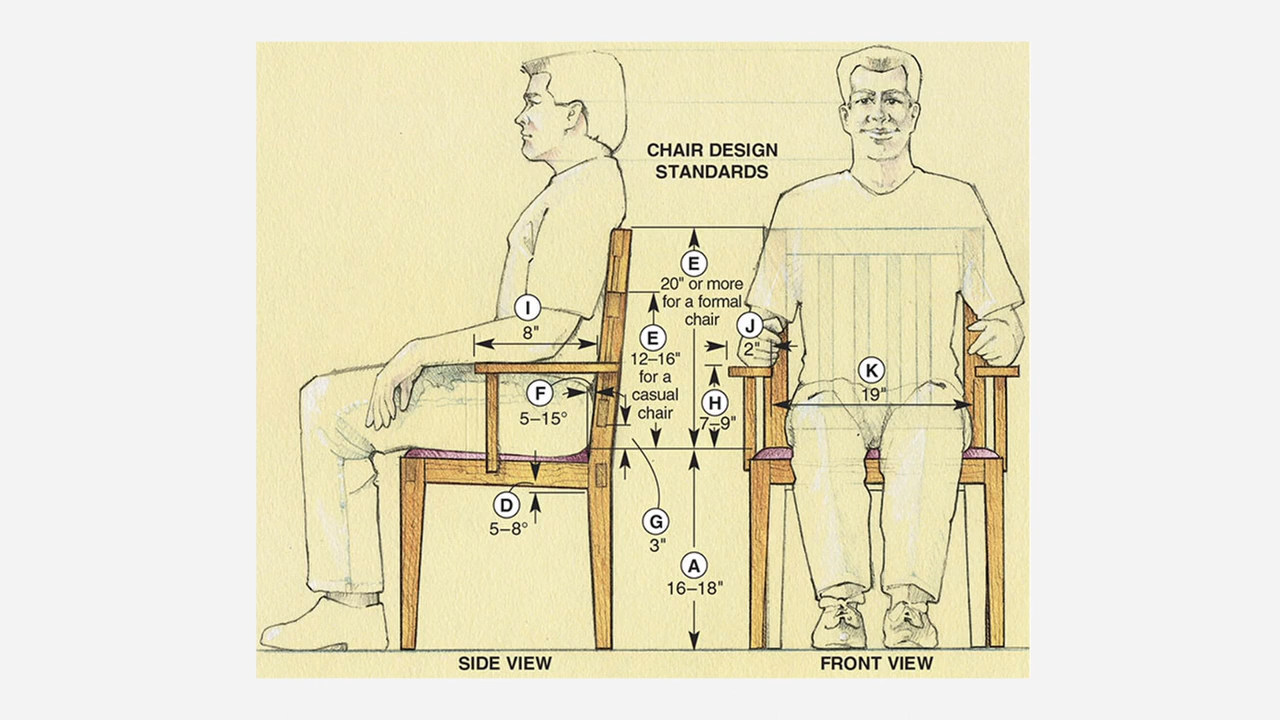 CHAIR DESIGN
STANDARDS
E
20" or more
for a formal
chair
I
8"
J
2"
E
12–16"
for a
casual
chair
K
19"
F
5–15°
H
7–9"
D
5–8°
G
3"
A
16–18"
SIDE VIEW
FRONT VIEW